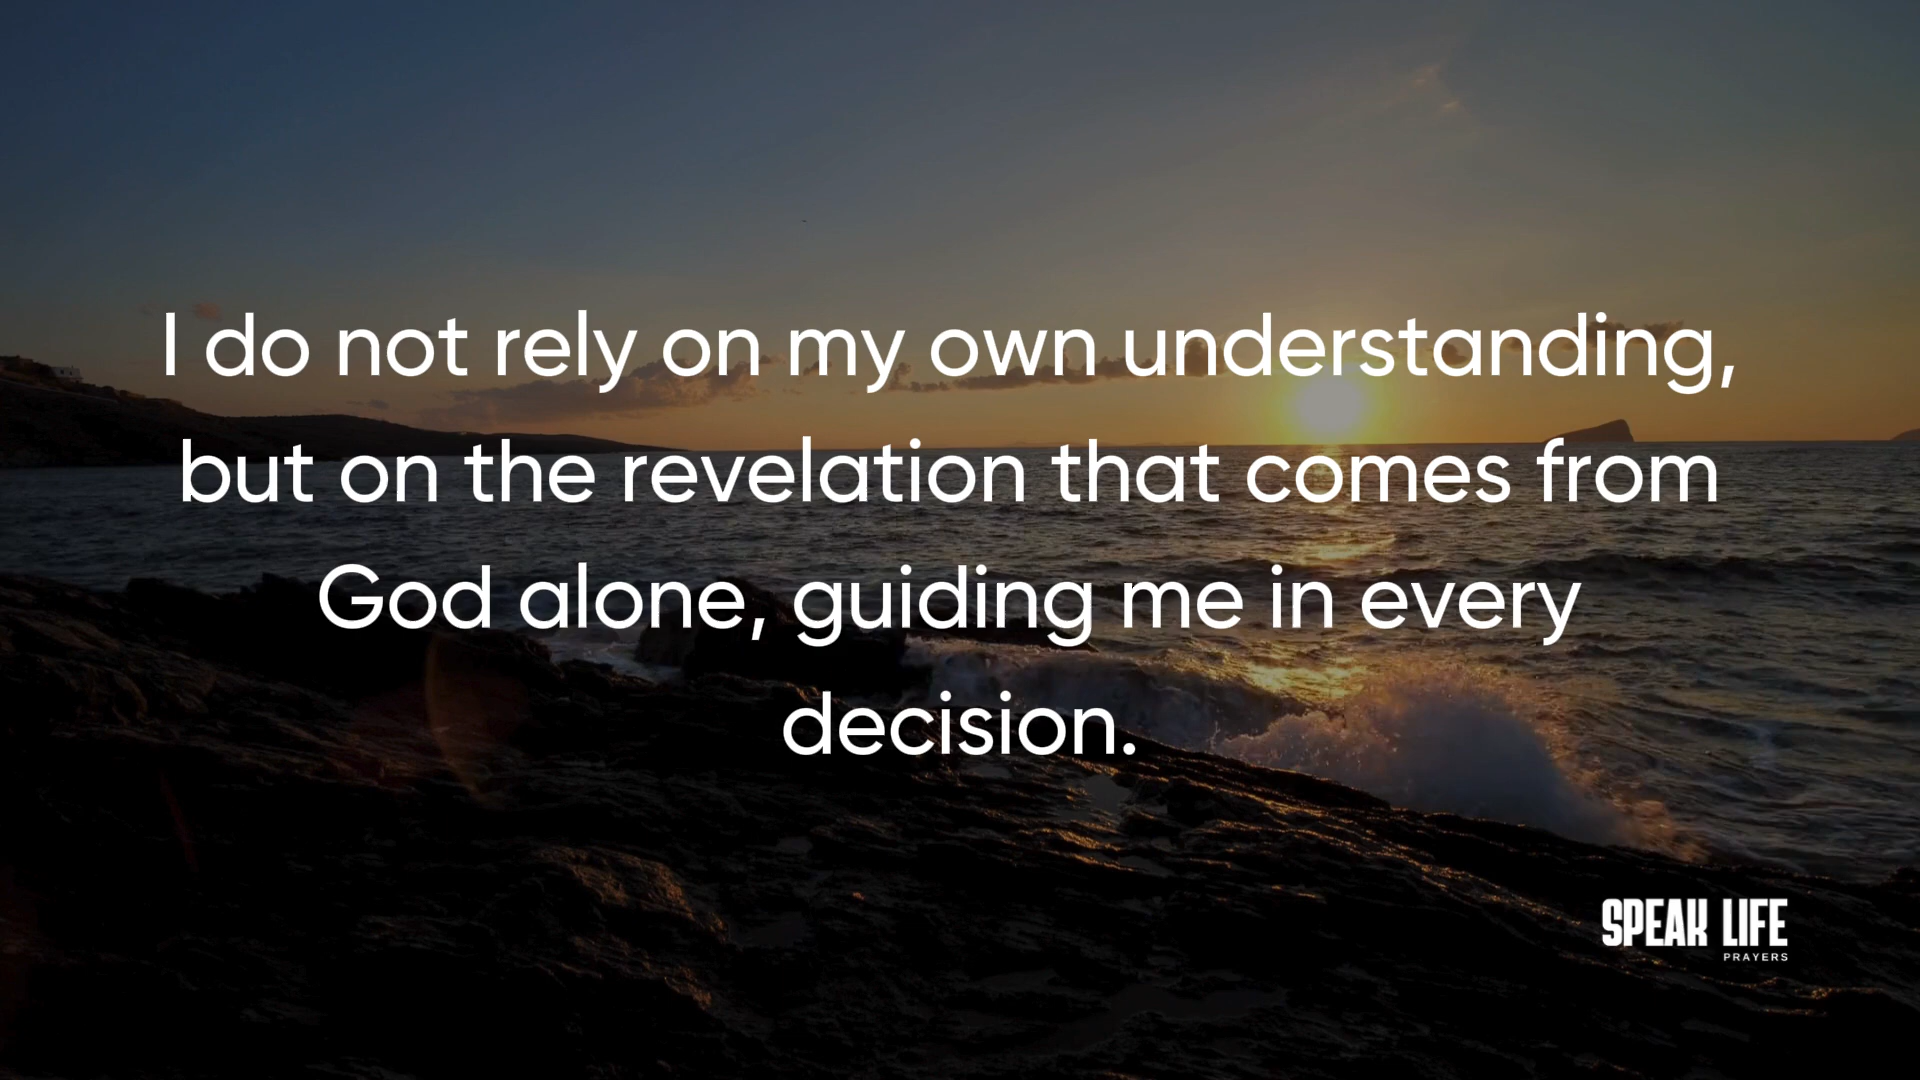 I do not rely on my own understanding,
but on the revelation that comes from
God alone, guiding me in every
decision.
SPEAK LIFE
PRAYERS